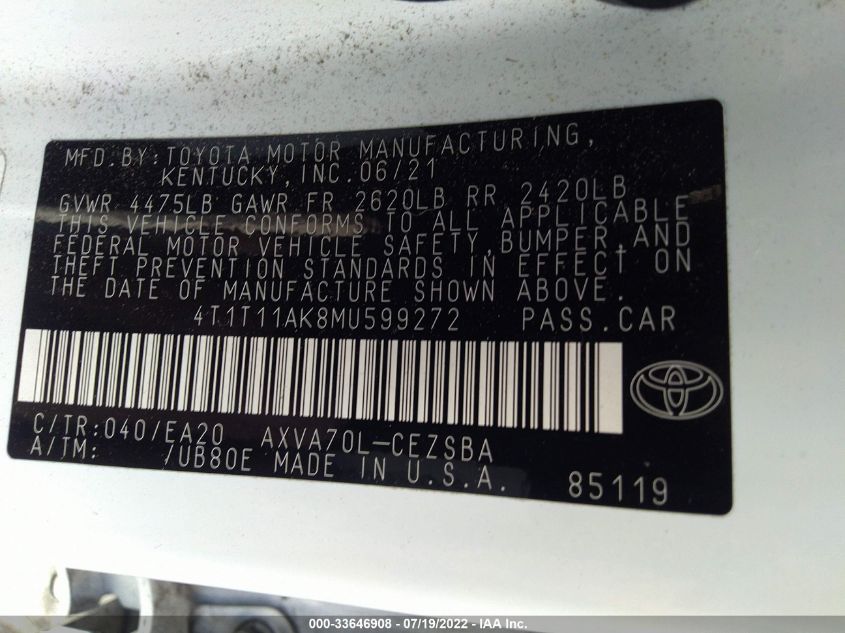 MFD.BY:TOYOTA MOTOR MANUFACTURING,
KENTUCKY,INC.06/21
GVWR 4475LB GAWR FR 2620LB RR 2420LB
THIS VEHICLE CONFORMS TO ALL APPLICABLE
FEDERAL MOTOR VEHICLE SAFETY,BUMPER,AND
THEFT PREVENTION STANDARDS IN EFFECT ON
THE DATE OF MANUFACTURE SHOWN ABOVE.
4T1T11AK8MU599272 PASS.CAR
C/TR:040/EA20 AXVA70L-CEZSBA
A/TM: /UB80E MADE IN U.S.A.
85119
000-33646908 - 07/19/2022 - IAA Inc.